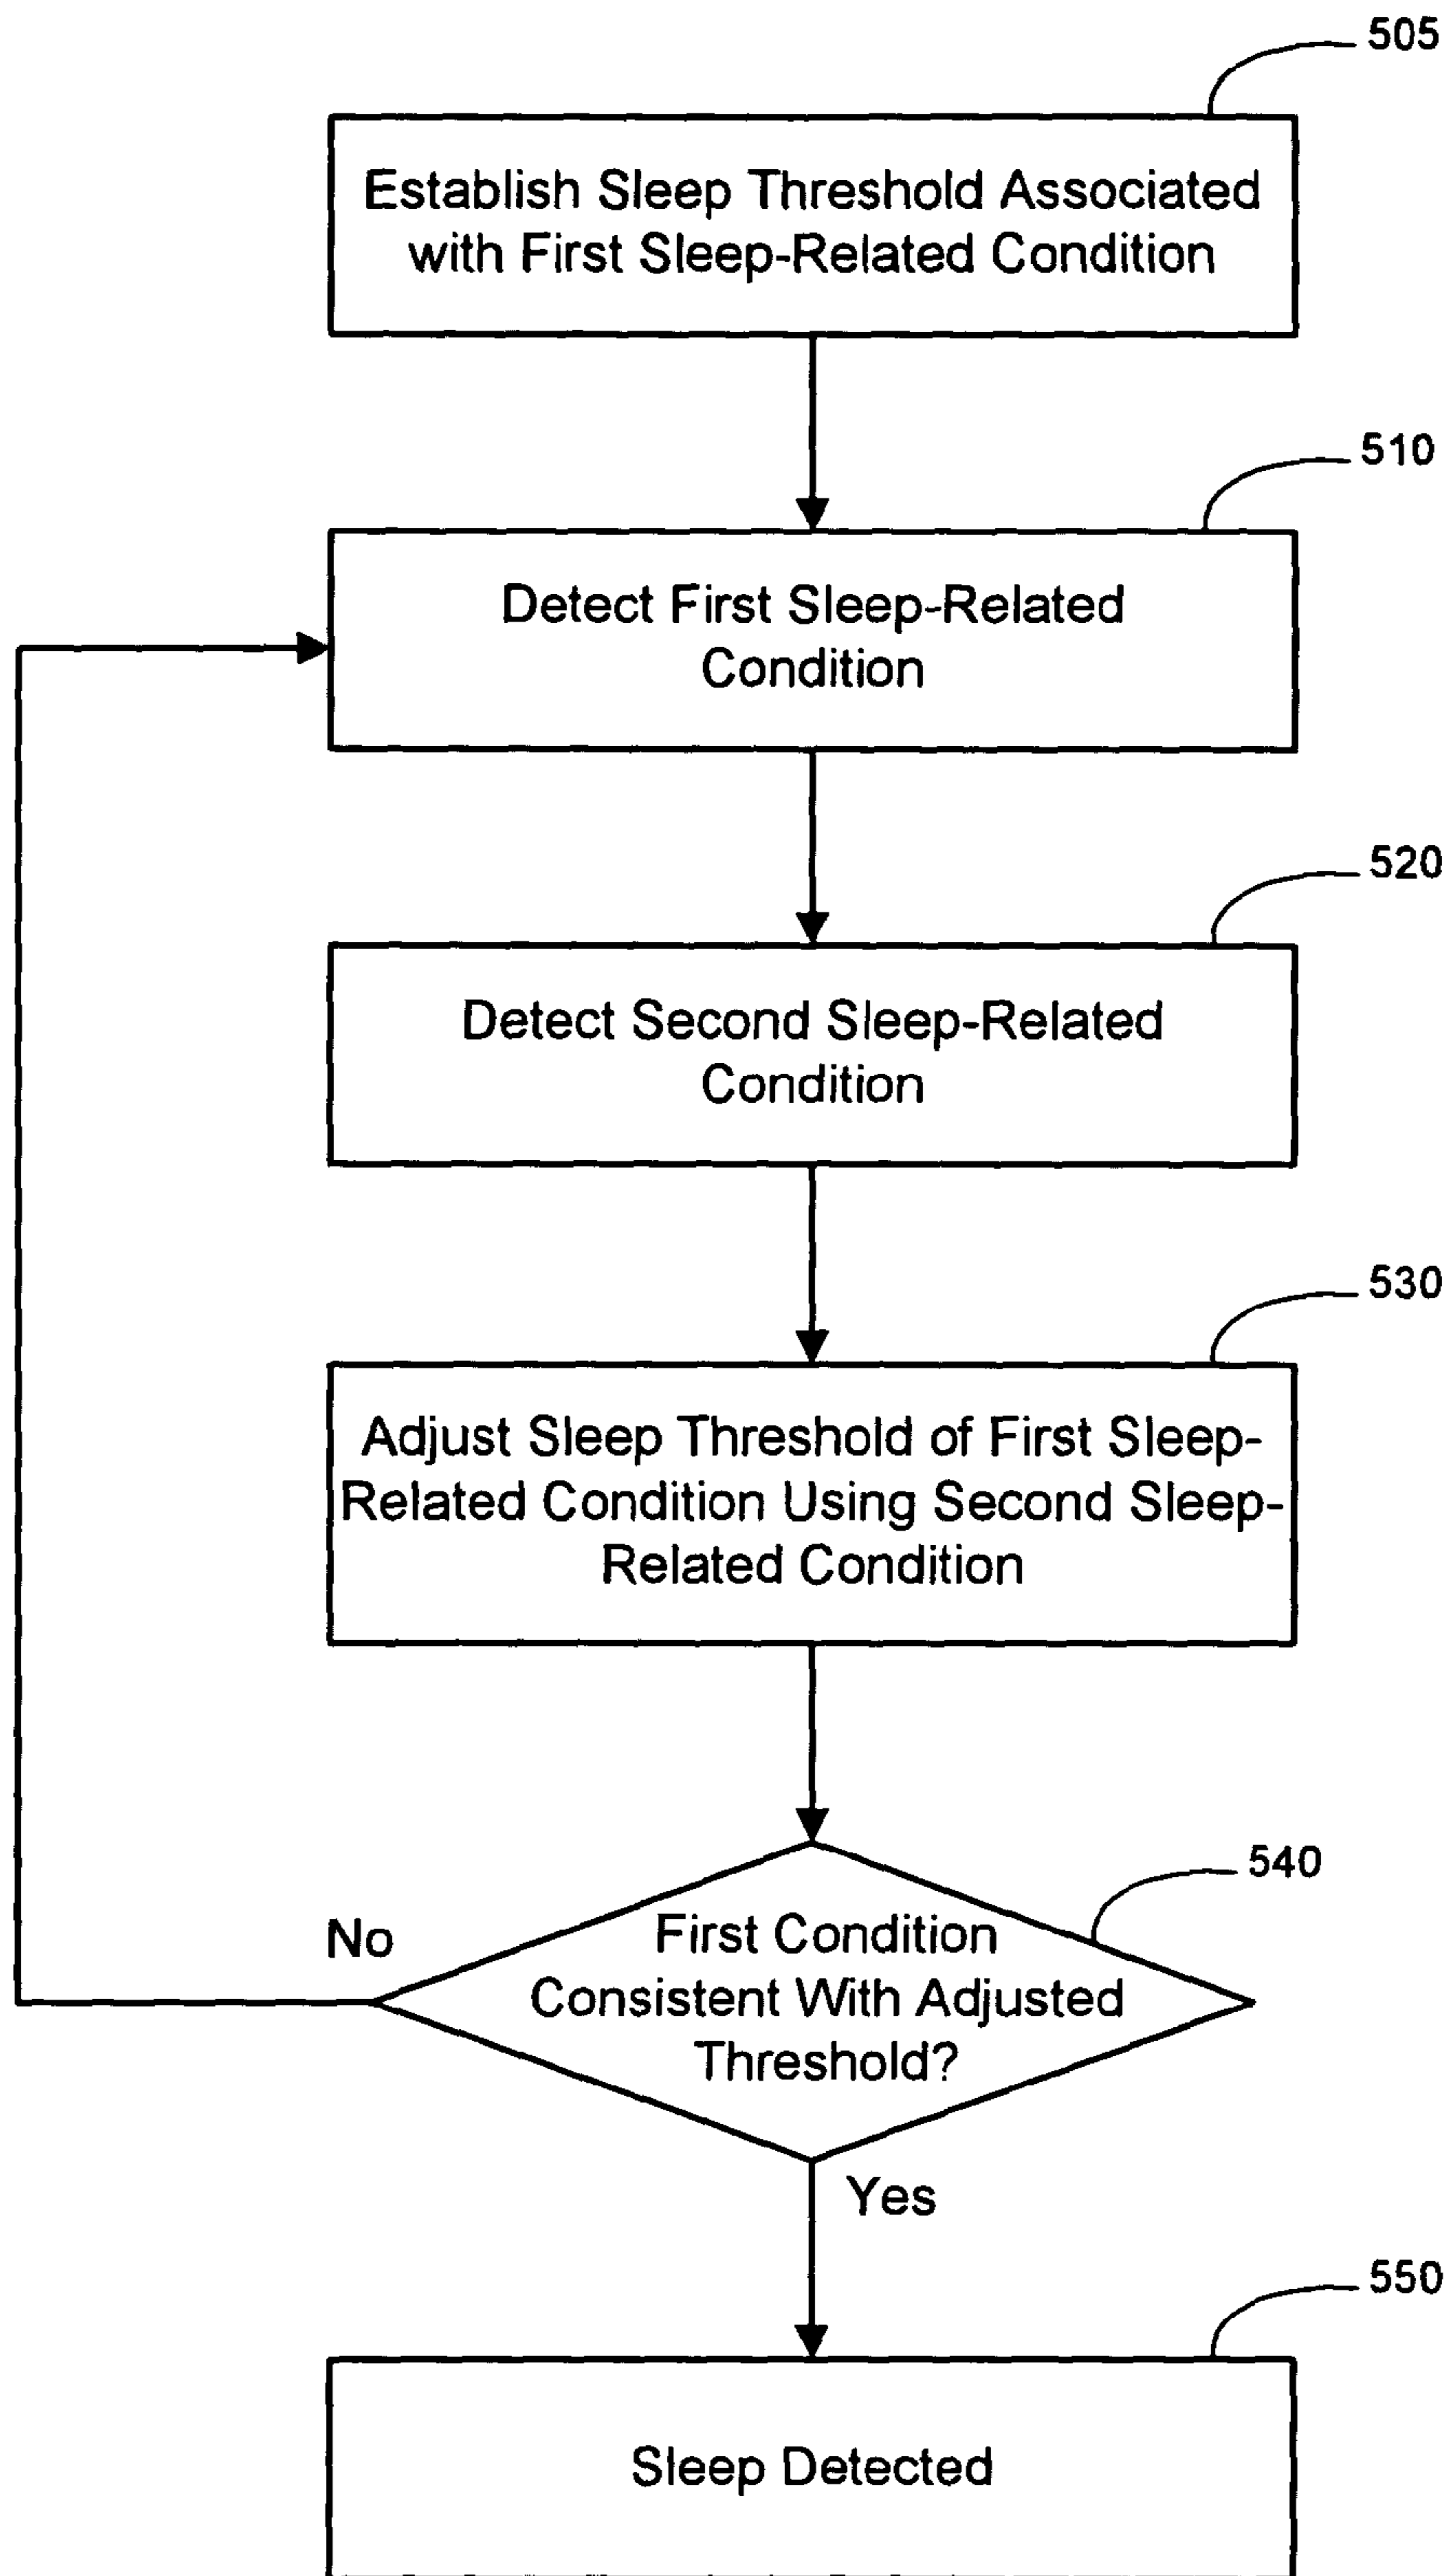 505
Establish Sleep Threshold Associated
with First Sleep-Related Condition
510
Detect First Sleep-Related
Condition
520
Detect Second Sleep-Related
Condition
530
Adjust Sleep Threshold of First Sleep-
Related Condition Using Second Sleep-
Related Condition
540
First Condition
Consistent With Adjusted
Threshold?
No
Yes
550
Sleep Detected